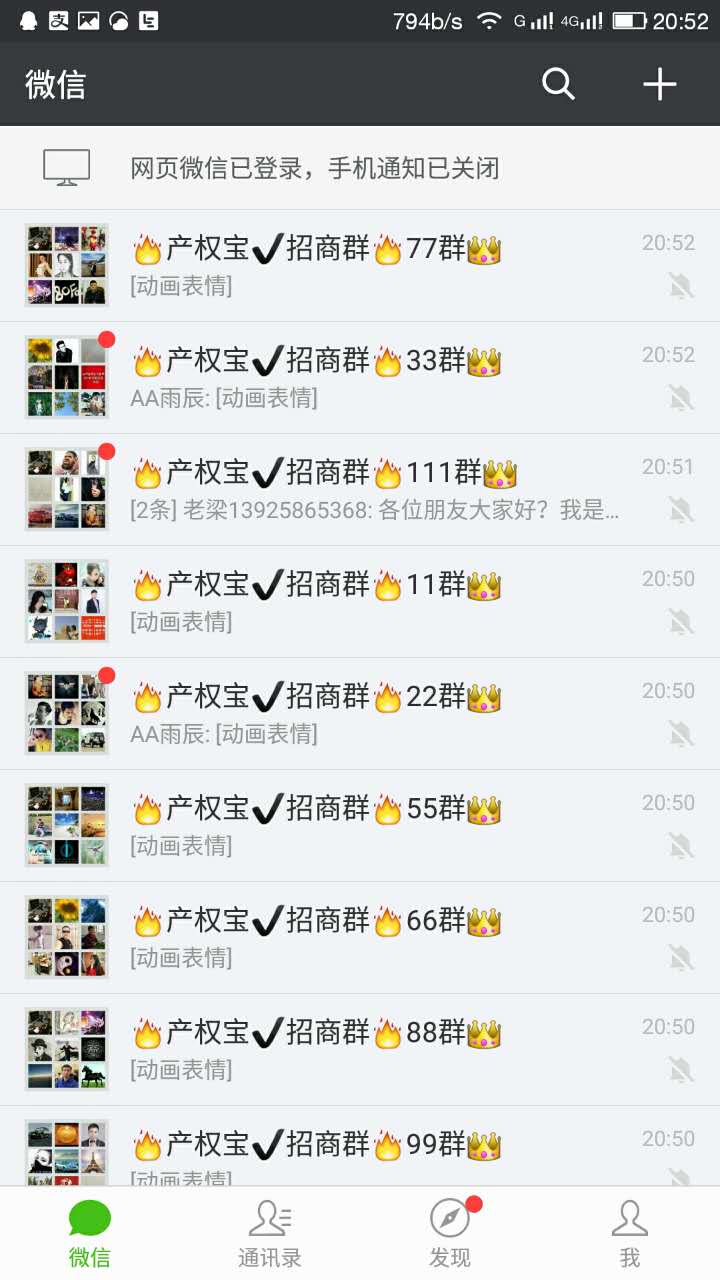 794b/s G 4G 20:52
微信
网页微信已登录，手机通知已关闭
🔥产权宝✔招商群🔥77群👑 20:52
[动画表情]
🔥产权宝✔招商群🔥33群👑 20:52
AA雨辰: [动画表情]
🔥产权宝✔招商群🔥111群👑 20:51
[2条] 老梁13925865368: 各位朋友大家好？我是...
🔥产权宝✔招商群🔥11群👑 20:50
[动画表情]
🔥产权宝✔招商群🔥22群👑 20:50
AA雨辰: [动画表情]
🔥产权宝✔招商群🔥55群👑 20:50
[动画表情]
🔥产权宝✔招商群🔥66群👑 20:50
[动画表情]
🔥产权宝✔招商群🔥88群👑 20:50
[动画表情]
🔥产权宝✔招商群🔥99群👑 20:50
[动画表情]
微信 通讯录 发现 我